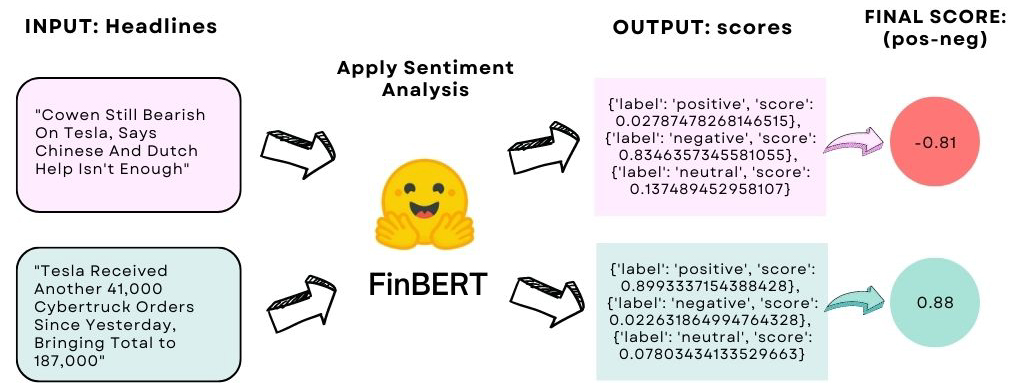 INPUT: Headlines
"Cowen Still Bearish
On Tesla, Says
Chinese And Dutch
Help Isn't Enough"
"Tesla Received
Another 41,000
Cybertruck Orders
Since Yesterday,
Bringing Total to
187,000"
Apply Sentiment
Analysis
FinBERT
OUTPUT: scores
{'label': 'positive', 'score':
0.02787478268146515},
{'label': 'negative', 'score':
0.8346357345581055},
{'label': 'neutral', 'score':
0.137489452958107}
{'label': 'positive', 'score':
0.8993337154388428},
{'label': 'negative', 'score':
0.022631864994764328},
{'label': 'neutral', 'score':
0.07803434133529663}
FINAL SCORE:
(pos-neg)
-0.81
0.88